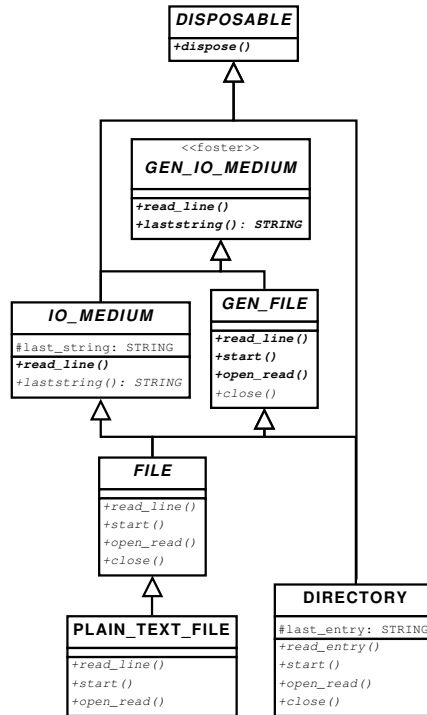 DISPOSABLE
+dispose()
<<foster>>
GEN_IO_MEDIUM
+read_line()
+laststring(): STRING
IO_MEDIUM
#last_string: STRING
+read_line()
+laststring(): STRING
GEN_FILE
+read_line()
+start()
+open_read()
+close()
FILE
+read_line()
+start()
+open_read()
+close()
PLAIN_TEXT_FILE
+read_line()
+start()
+open_read()
DIRECTORY
#last_entry: STRING
+read_entry()
+start()
+open_read()
+close()